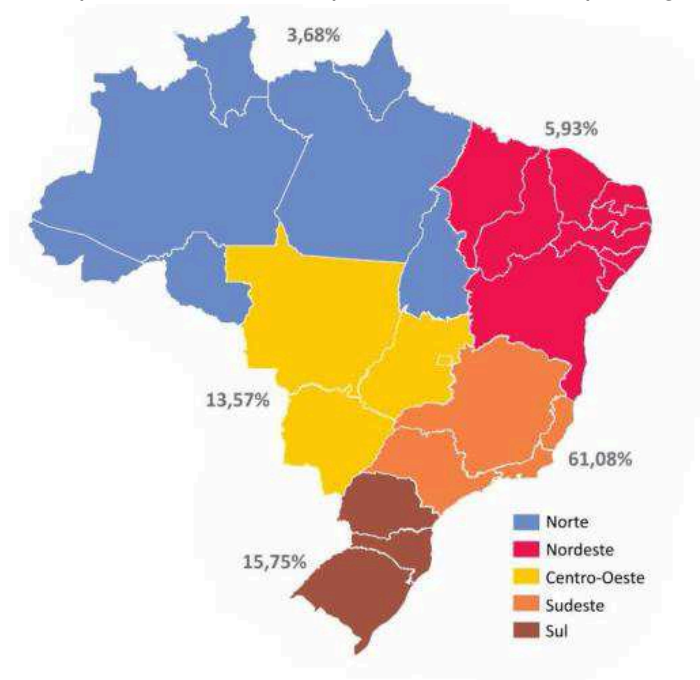 3,68%
5,93%
13,57%
61,08%
15,75%
Norte
Nordeste
Centro-Oeste
Sudeste
Sul